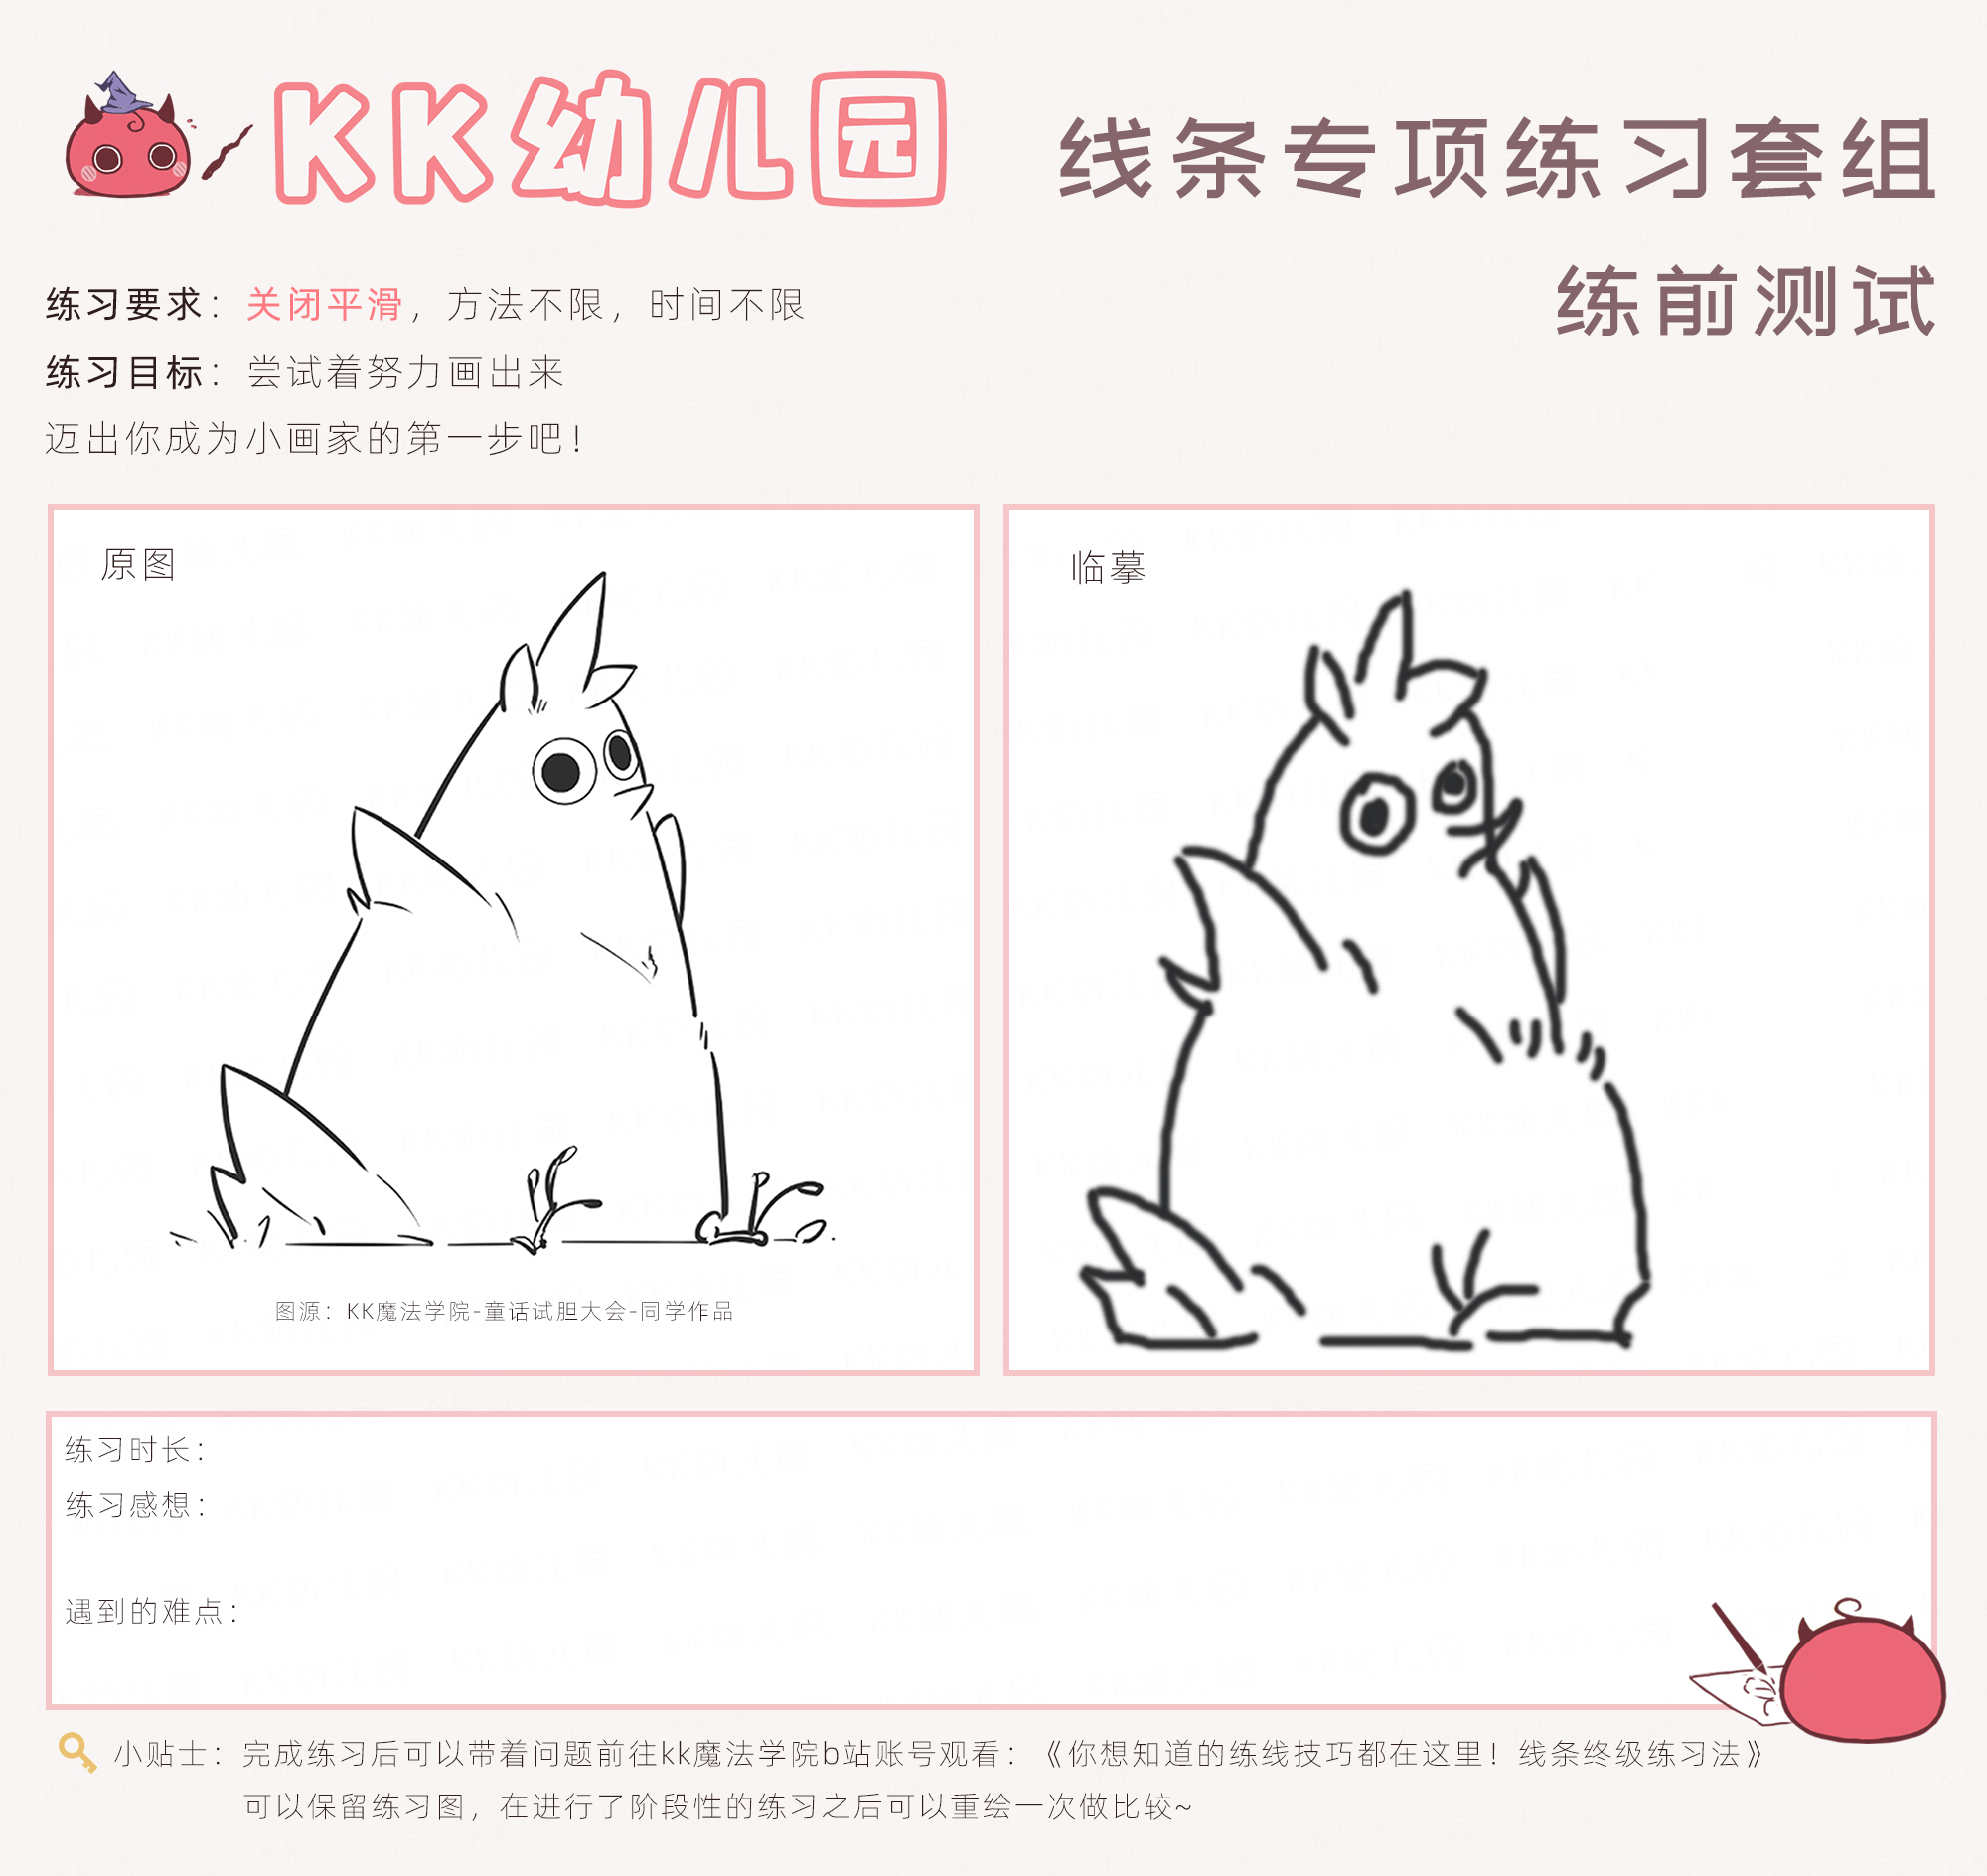 KK幼儿园
线条专项练习套组
练前测试
练习要求：关闭平滑，方法不限，时间不限
练习目标：尝试着努力画出来
迈出你成为小画家的第一步吧！
原图
临摹
图源：KK魔法学院-童话试胆大会-同学作品
练习时长：
练习感想：
遇到的难点：
小贴士：完成练习后可以带着问题前往kk魔法学院b站账号观看：《你想知道的练线技巧都在这里！线条终级练习法》
可以保留练习图，在进行了阶段性的练习之后可以重绘一次做比较~